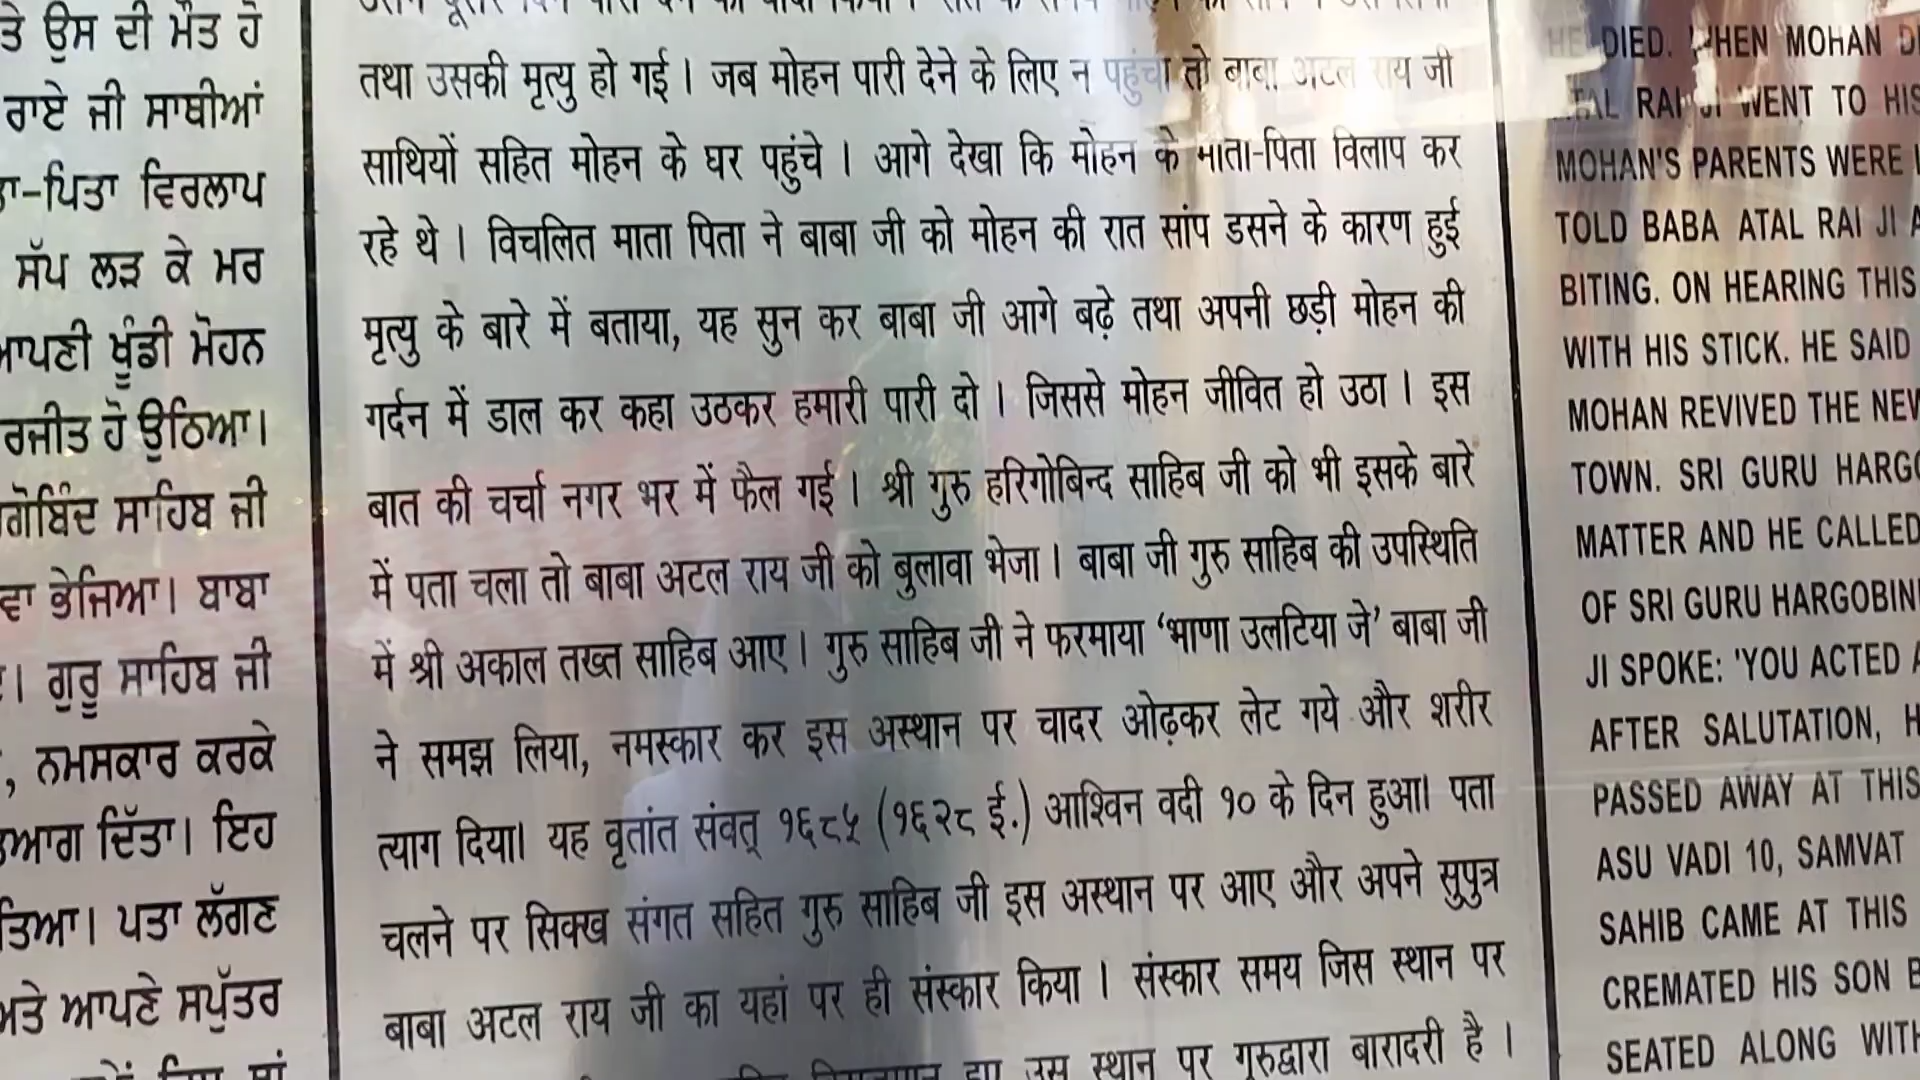 ਤੇ ਉਸ ਦੀ ਮੌਤ ਹੋ
ਰਾਏ ਜੀ ਸਾਥੀਆਂ
-ਪਿਤਾ ਵਿਰਲਾਪ
ਸੱਪ ਲੜ ਕੇ ਮਰ
ਆਪਣੀ ਖੂੰਡੀ ਮੋਹਨ
ਰਜੀਤ ਹੋ ਉਠਿਆ।
ਗੋਬਿੰਦ ਸਾਹਿਬ ਜੀ
ਵਾ ਭੇਜਿਆ। ਬਾਬਾ
। ਗੁਰੂ ਸਾਹਿਬ ਜੀ
, ਨਮਸਕਾਰ ਕਰਕੇ
ਤਿਆਗ ਦਿੱਤਾ। ਇਹ
ਤਿਆ। ਪਤਾ ਲੱਗਣ
ਅਤੇ ਆਪਣੇ ਸਪੁੱਤਰ
तथा उसकी मृत्यु हो गई। जब मोहन पारी देने के लिए न पहुंचा तो बाबा अटल राय जी
साथियों सहित मोहन के घर पहुंचे। आगे देखा कि मोहन के माता-पिता विलाप कर
रहे थे। विचलित माता पिता ने बाबा जी को मोहन की रात सांप डसने के कारण हुई
मृत्यु के बारे में बताया, यह सुन कर बाबा जी आगे बढ़े तथा अपनी छड़ी मोहन की
गर्दन में डाल कर कहा उठकर हमारी पारी दो। जिससे मोहन जीवित हो उठा। इस
बात की चर्चा नगर भर में फैल गई। श्री गुरु हरिगोबिन्द साहिब जी को भी इसके बारे
में पता चला तो बाबा अटल राय जी को बुलावा भेजा। बाबा जी गुरु साहिब की उपस्थिति
में श्री अकाल तख्त साहिब आए। गुरु साहिब जी ने फरमाया ‘भाणा उलटिया जे’ बाबा जी
ने समझ लिया, नमस्कार कर इस अस्थान पर चादर ओढ़कर लेट गये और शरीर
त्याग दिया। यह वृतांत संवत् १६८५ (१६२८ ई.) आश्विन वदी १० के दिन हुआ। पता
चलने पर सिक्ख संगत सहित गुरु साहिब जी इस अस्थान पर आए और अपने सुपुत्र
बाबा अटल राय जी का यहां पर ही संस्कार किया। संस्कार समय जिस स्थान पर
उस स्थान पर गुरुद्वारा बारादरी है।
HE DIED. WHEN MOHAN
RAI JI WENT TO HIS
MOHAN'S PARENTS WERE
TOLD BABA ATAL RAI JI
BITING. ON HEARING THIS
WITH HIS STICK. HE SAID
MOHAN REVIVED THE NEW
TOWN. SRI GURU HARGO
MATTER AND HE CALLED
OF SRI GURU HARGOBIN
JI SPOKE: 'YOU ACTED
AFTER SALUTATION,
PASSED AWAY AT THIS
ASU VADI 10, SAMVAT
SAHIB CAME AT THIS
CREMATED HIS SON
SEATED ALONG WITH